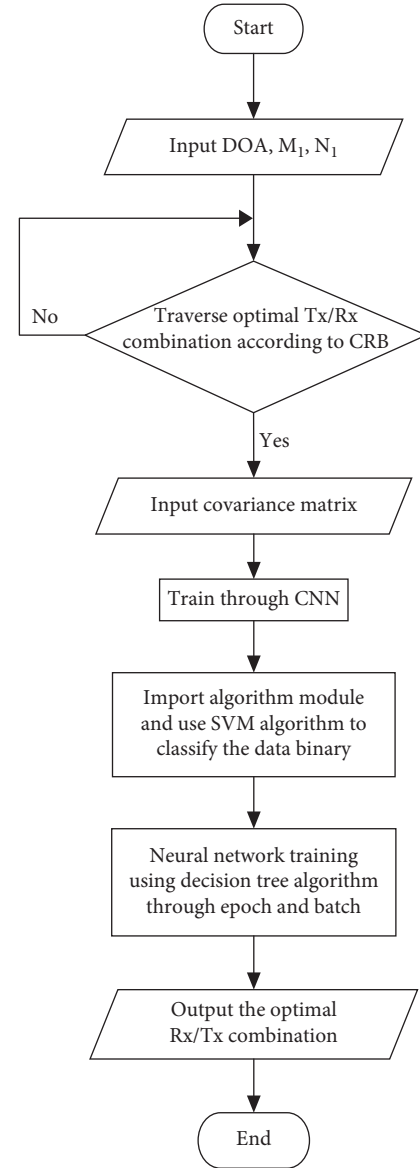 Start
Input DOA, M₁, N₁
No
Traverse optimal Tx/Rx
combination according to CRB
Yes
Input covariance matrix
Train through CNN
Import algorithm module
and use SVM algorithm to
classify the data binary
Neural network training
using decision tree algorithm
through epoch and batch
Output the optimal
Rx/Tx combination
End